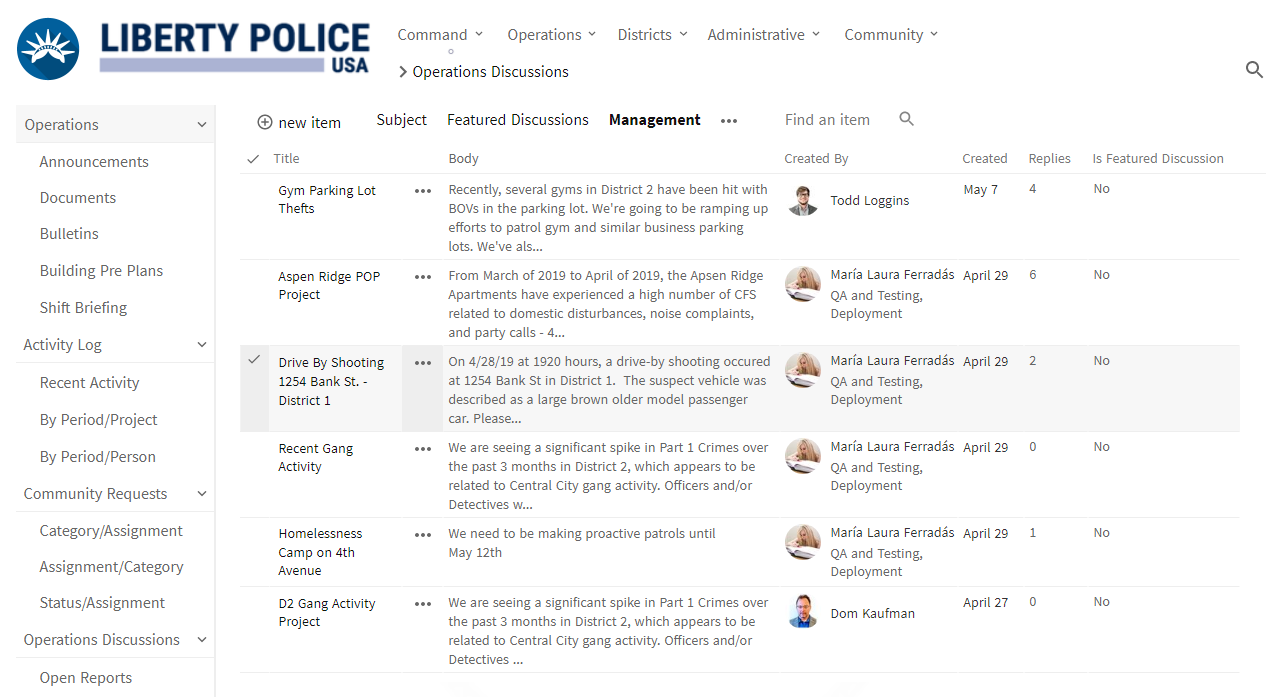 LIBERTY POLICE
USA
Command
Operations
Districts
Administrative
Community
Operations Discussions
Operations
Announcements
Documents
Bulletins
Building Pre Plans
Shift Briefing
Activity Log
Recent Activity
By Period/Project
By Period/Person
Community Requests
Category/Assignment
Assignment/Category
Status/Assignment
Operations Discussions
Open Reports
new item
Subject
Featured Discussions
Management
Find an item
Title
Body
Created By
Created
Replies
Is Featured Discussion
Gym Parking Lot
Thefts
Recently, several gyms in District 2 have been hit with
BOVs in the parking lot. We're going to be ramping up
efforts to patrol gym and similar business parking
lots. We've als...
Todd Loggins
May 7
4
No
Aspen Ridge POP
Project
From March of 2019 to April of 2019, the Apsen Ridge
Apartments have experienced a high number of CFS
related to domestic disturbances, noise complaints,
and party calls - 4...
María Laura Ferradás
QA and Testing,
Deployment
April 29
6
No
Drive By Shooting
1254 Bank St. -
District 1
On 4/28/19 at 1920 hours, a drive-by shooting occured
at 1254 Bank St in District 1.  The suspect vehicle was
described as a large brown older model passenger
car. Please...
María Laura Ferradás
QA and Testing,
Deployment
April 29
2
No
Recent Gang
Activity
We are seeing a significant spike in Part 1 Crimes over
the past 3 months in District 2, which appears to be
related to Central City gang activity. Officers and/or
Detectives w...
María Laura Ferradás
QA and Testing,
Deployment
April 29
0
No
Homelessness
Camp on 4th
Avenue
We need to be making proactive patrols until
May 12th
María Laura Ferradás
QA and Testing,
Deployment
April 29
1
No
D2 Gang Activity
Project
We are seeing a significant spike in Part 1 Crimes over
the past 3 months in District 2, which appears to be
related to Central City gang activity. Officers and/or
Detectives ...
Dom Kaufman
April 27
0
No